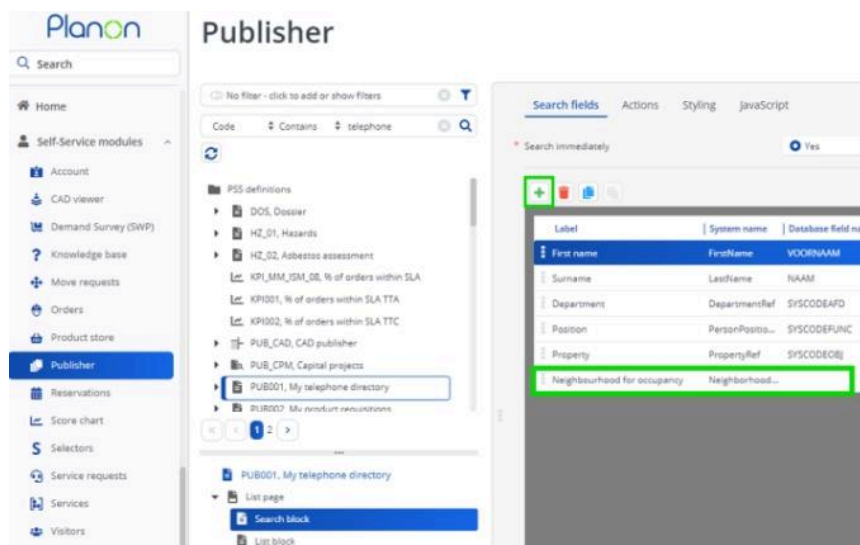 Planon
Publisher
Search
No filter - click to add or show filters
Home
Code Contains telephone
Search fields Actions Styling JavaScript
Self-Service modules
* Search immediately Yes
Account
CAD viewer
PSS definitions
Demand Survey (SWP)
DOS, Dossier
HZ_01, Hazards
Label System name Database field na
Knowledge base
HZ_02, Asbestos assessment
First name FirstName VOORNAAM
Move requests
KPI_MM_ISM_08, % of orders within SLA
Surname LastName NAAM
Orders
KPI001, % of orders within SLA TTA
Department DepartmentRef SYSCODEAFD
KPI002, % of orders within SLA TTC
Position PersonPositio... SYSCODEFUNC
Product store
PUB_CAD, CAD publisher
Property PropertyRef SYSCODEOBJ
Publisher
PUB_CPM, Capital projects
Neighbourhood for occupancy Neighborhood...
PUB001, My telephone directory
Reservations
PUB002, My product requisitions
Score chart
1 2
Selectors
Service requests
PUB001, My telephone directory
List page
Services
Search block
Visitors
List block